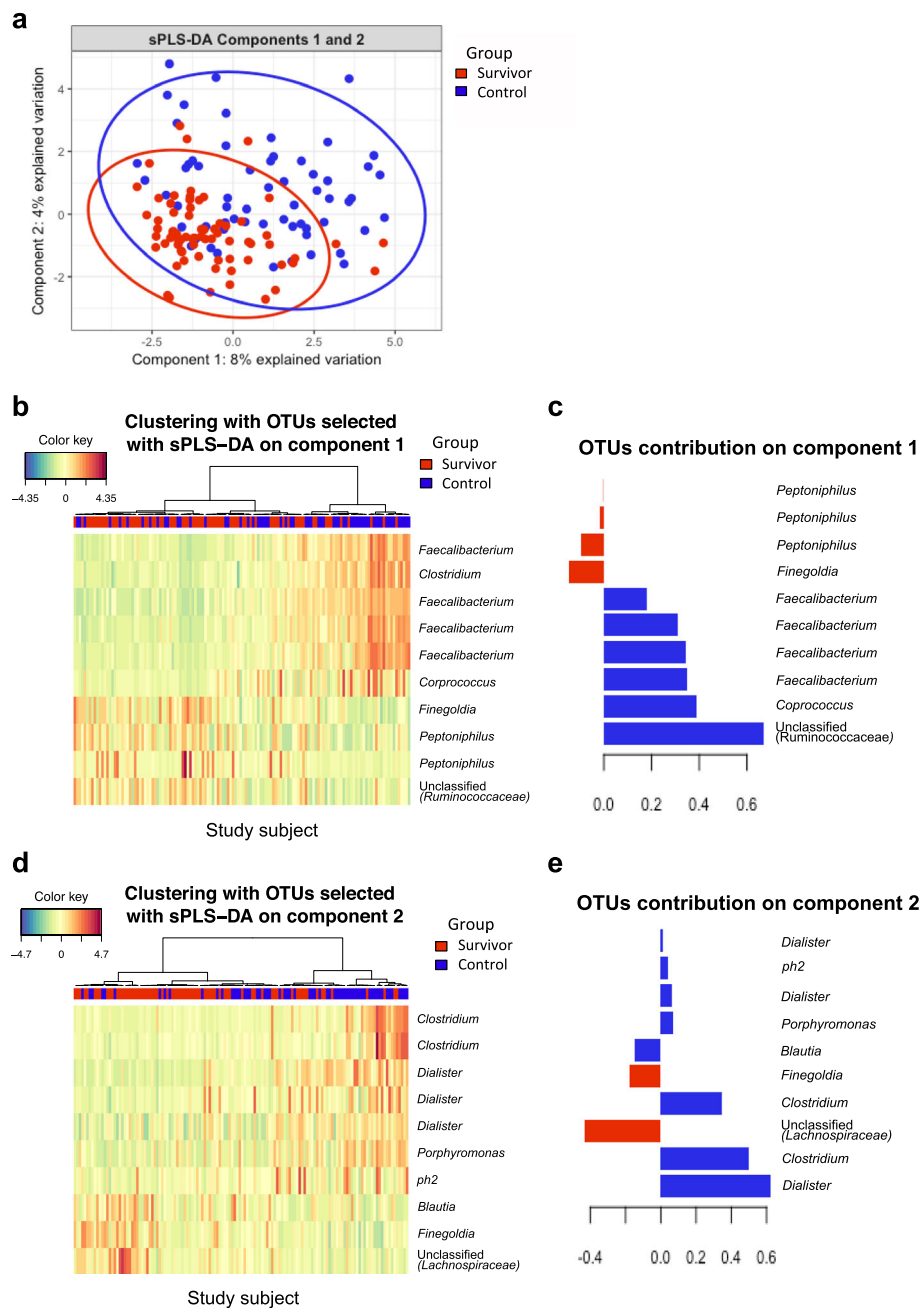 a
sPLS-DA Components 1 and 2
Group
Survivor
Control
Component 2: 4% explained variation
4
2
0
-2
-2.5
0.0
2.5
5.0
Component 1: 8% explained variation
b
Clustering with OTUs selected
with sPLS–DA on component 1
Color key
–4.35
0
4.35
Group
Survivor
Control
Faecalibacterium
Clostridium
Faecalibacterium
Faecalibacterium
Faecalibacterium
Corprococcus
Finegoldia
Peptoniphilus
Peptoniphilus
Unclassified
(Ruminococcaceae)
Study subject
c
OTUs contribution on component 1
Peptoniphilus
Peptoniphilus
Peptoniphilus
Finegoldia
Faecalibacterium
Faecalibacterium
Faecalibacterium
Faecalibacterium
Coprococcus
Unclassified
(Ruminococcaceae)
0.0
0.2
0.4
0.6
d
Clustering with OTUs selected
with sPLS–DA on component 2
Color key
–4.7
0
4.7
Group
Survivor
Control
Clostridium
Clostridium
Dialister
Dialister
Dialister
Porphyromonas
ph2
Blautia
Finegoldia
Unclassified
(Lachnospiraceae)
Study subject
e
OTUs contribution on component 2
Dialister
ph2
Dialister
Porphyromonas
Blautia
Finegoldia
Clostridium
Unclassified
(Lachnospiraceae)
Clostridium
Dialister
-0.4
0.0
0.2
0.6